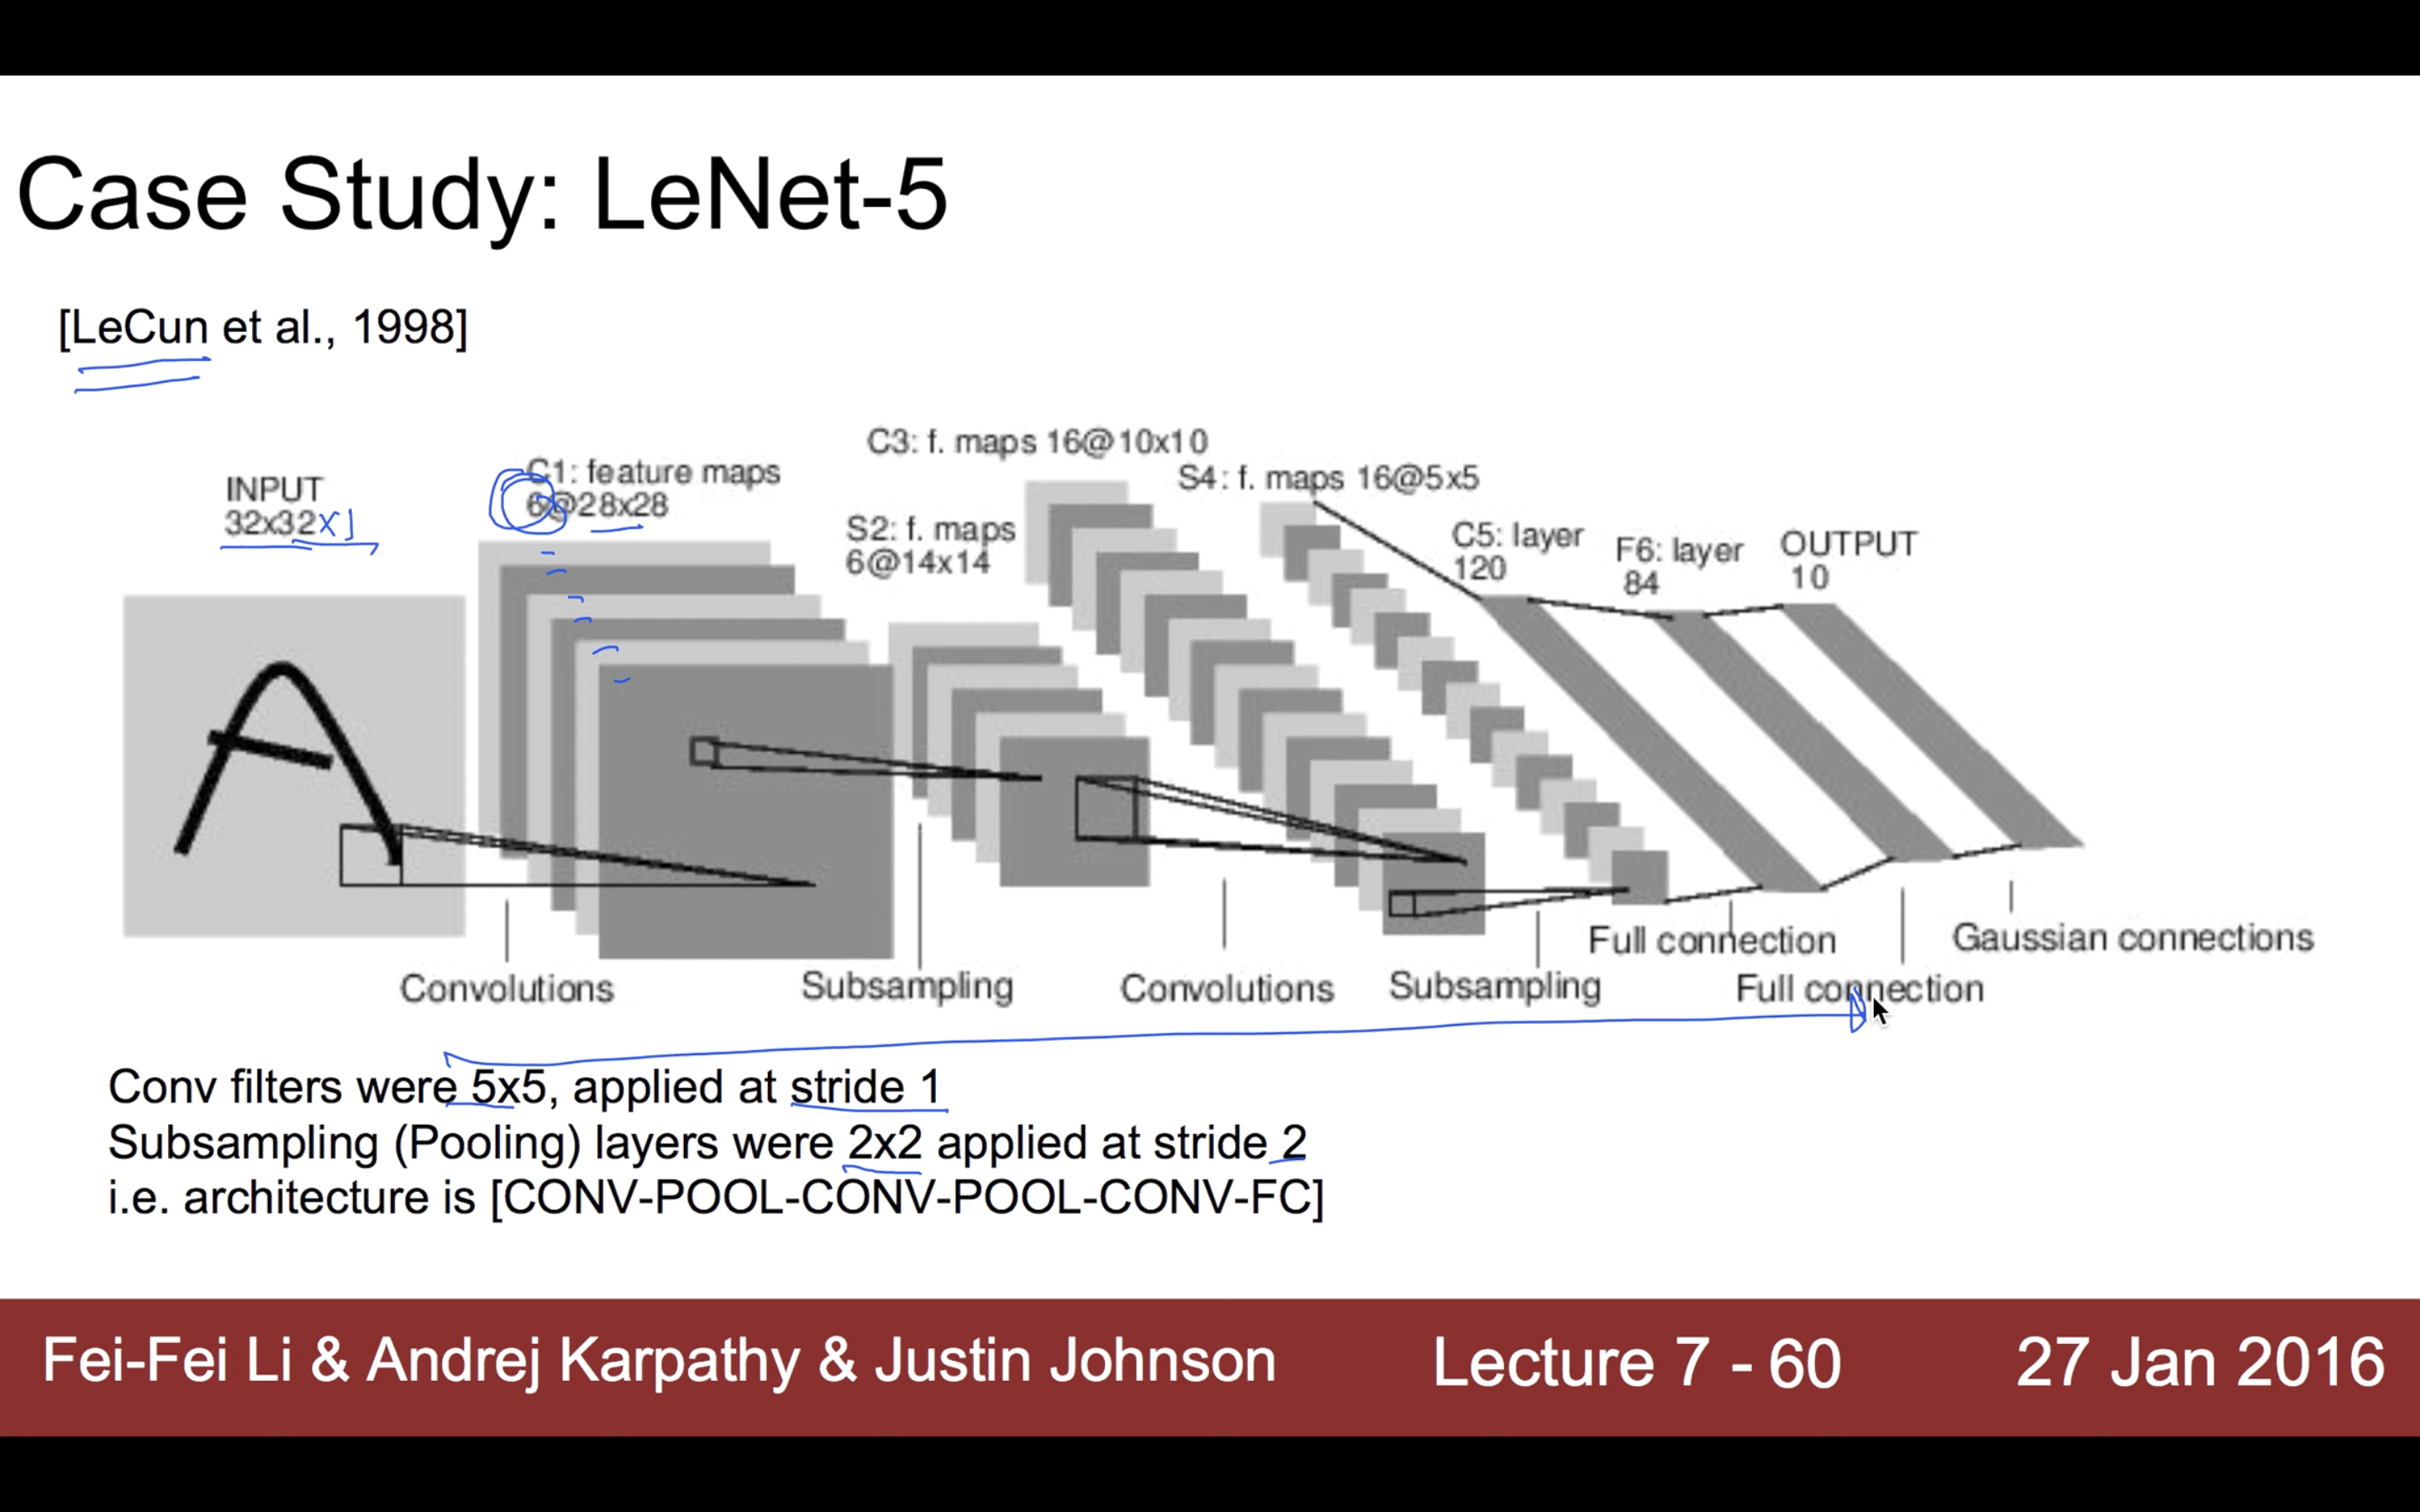 Case Study: LeNet-5
[LeCun et al., 1998]
C3: f. maps 16@10x10
INPUT
32x32x1
C1: feature maps
6@28x28
S4: f. maps 16@5x5
S2: f. maps
6@14x14
C5: layer
120
F6: layer
84
OUTPUT
10
Convolutions
Subsampling
Convolutions
Subsampling
Full connection
Full connection
Gaussian connections
Conv filters were 5x5, applied at stride 1
Subsampling (Pooling) layers were 2x2 applied at stride 2
i.e. architecture is [CONV-POOL-CONV-POOL-CONV-FC]
Fei-Fei Li & Andrej Karpathy & Justin Johnson
Lecture 7 - 60
27 Jan 2016